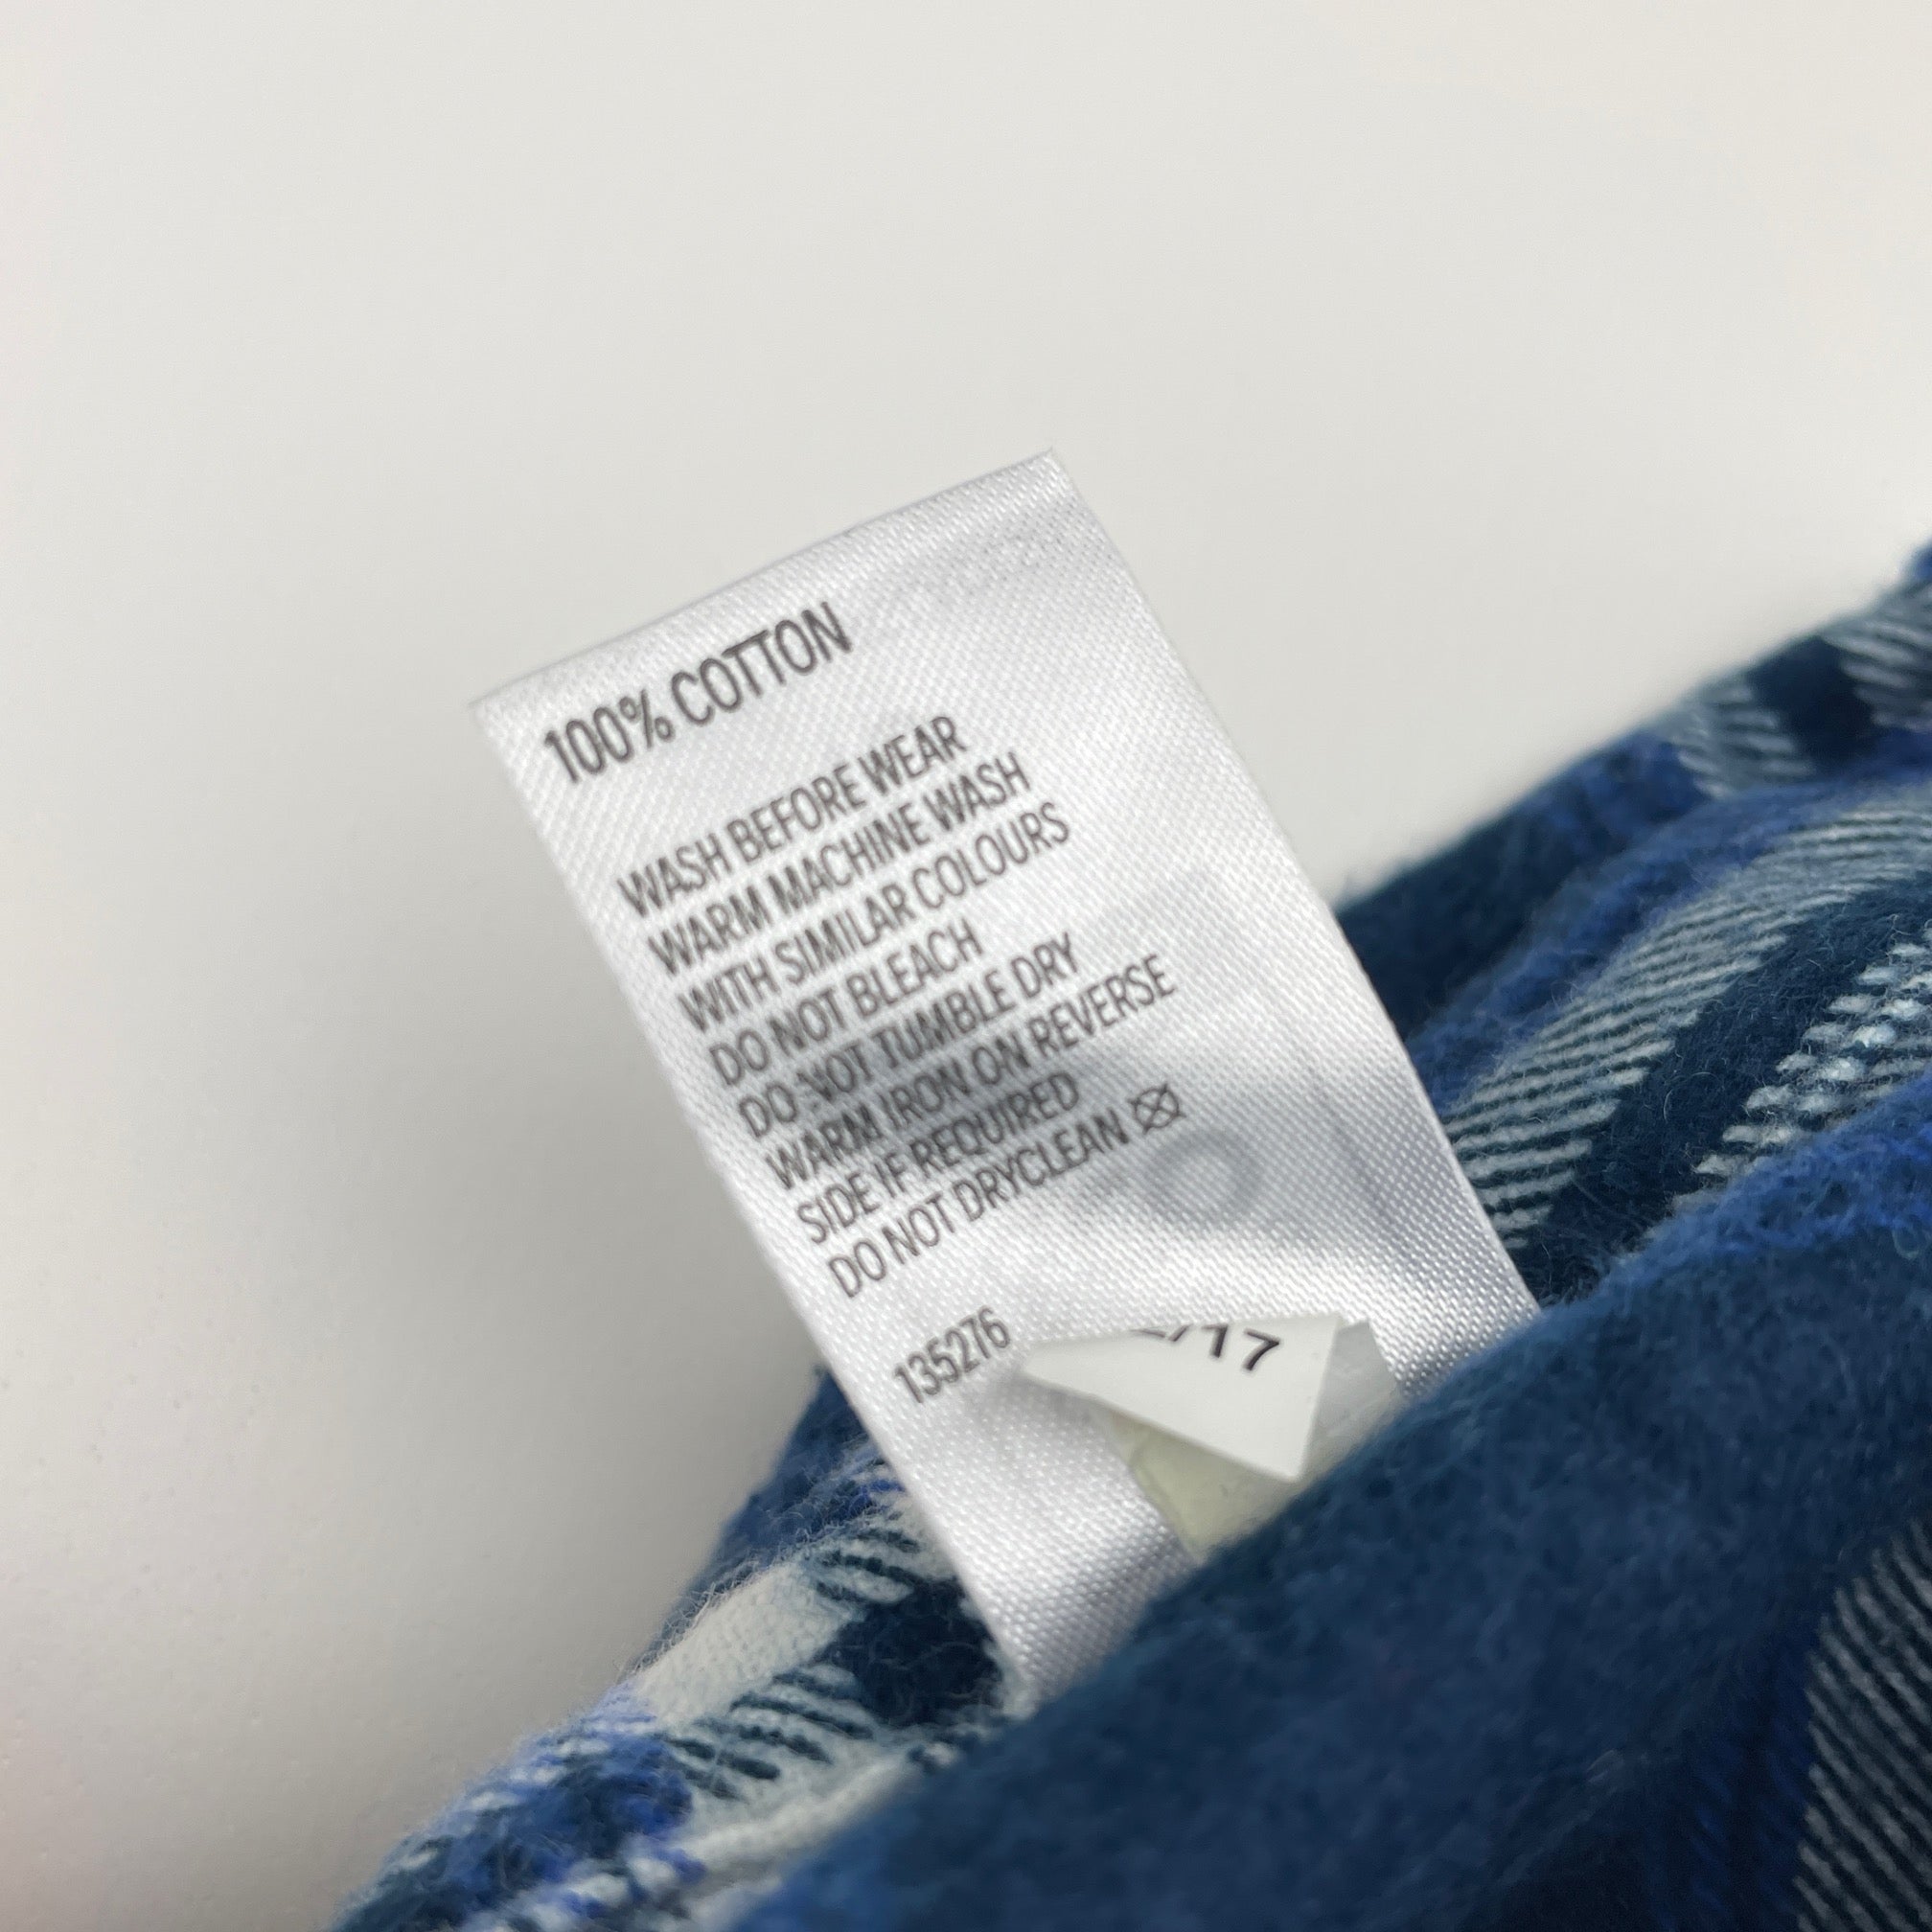 100% COTTON
WASH BEFORE WEAR
WARM MACHINE WASH
WITH SIMILAR COLOURS
DO NOT BLEACH
DO NOT TUMBLE DRY
WARM IRON ON REVERSE
SIDE IF REQUIRED
DO NOT DRYCLEAN
135276
/17